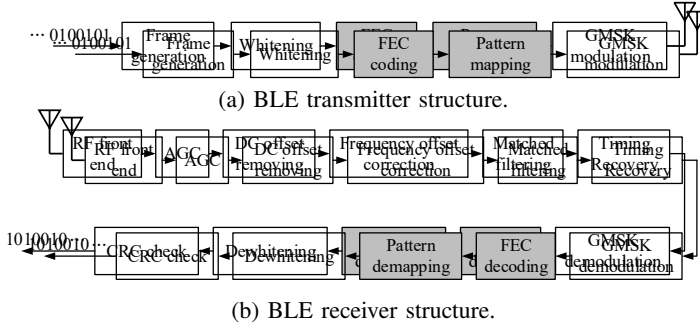 ··· 0100101
Frame
generation
Whitening
FEC
coding
Pattern
mapping
GMSK
modulation
(a) BLE transmitter structure.
RF front
end
AGC
DC offset
removing
Frequency offset
correction
Matched
filtering
Timing
Recovery
1010010 ···
CRC check
Dewhitening
Pattern
demapping
FEC
decoding
GMSK
demodulation
(b) BLE receiver structure.